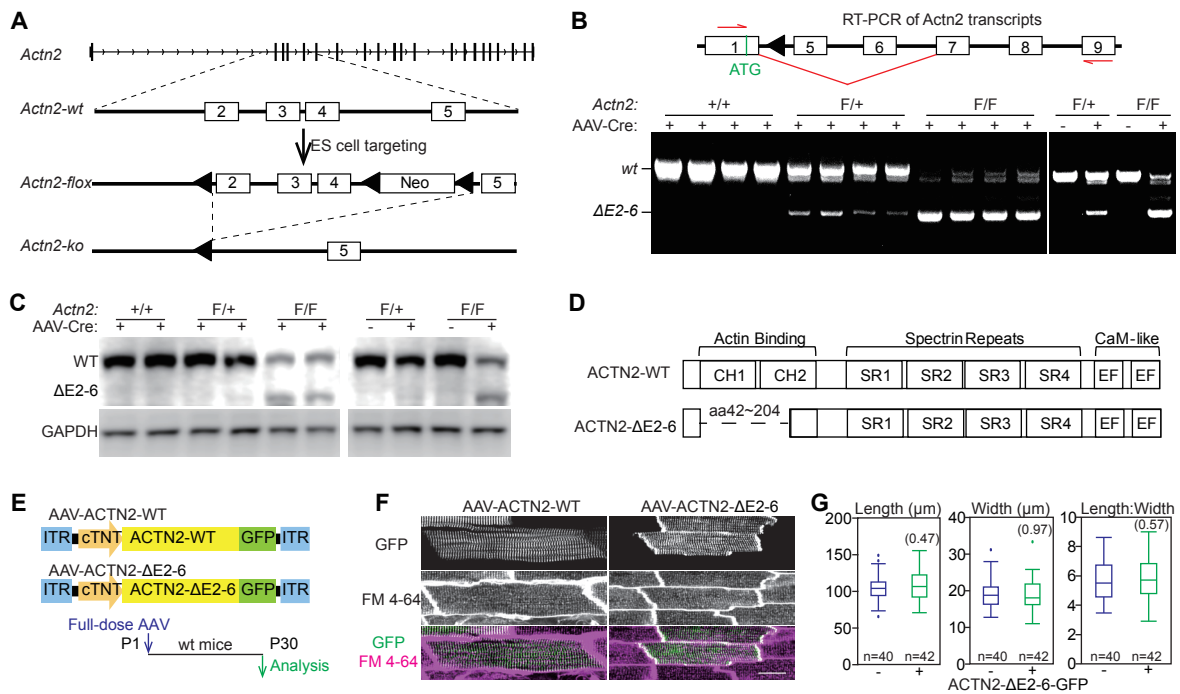 A
Actn2
Actn2-wt
2 3 4 5
ES cell targeting
Actn2-flox
2 3 4 Neo 5
Actn2-ko
5
B
RT-PCR of Actn2 transcripts
1 5 6 7 8 9
ATG
Actn2: +/+ F/+ F/F F/+ F/F
AAV-Cre: + + + + + + + + + + + + - + - +
wt
ΔE2-6
C
Actn2: +/+ F/+ F/F F/+ F/F
AAV-Cre: + + + + + + - + - +
WT
ΔE2-6
GAPDH
D
Actin Binding Spectrin Repeats CaM-like
ACTN2-WT CH1 CH2 SR1 SR2 SR3 SR4 EF EF
aa42~204
ACTN2-ΔE2-6 SR1 SR2 SR3 SR4 EF EF
E
AAV-ACTN2-WT
ITR cTNT ACTN2-WT GFP ITR
AAV-ACTN2-ΔE2-6
ITR cTNT ACTN2-ΔE2-6 GFP ITR
Full-dose AAV
P1 wt mice P30
Analysis
F
AAV-ACTN2-WT AAV-ACTN2-ΔE2-6
GFP
FM 4-64
GFP
FM 4-64
G
Length (µm)
200
150
100
50
0
(0.47)
n=40 n=42
- +
Width (µm)
40
30
20
10
0
(0.97)
n=40 n=42
- +
Length:Width
10
8
6
4
2
0
(0.57)
n=40 n=42
- +
ACTN2-ΔE2-6-GFP